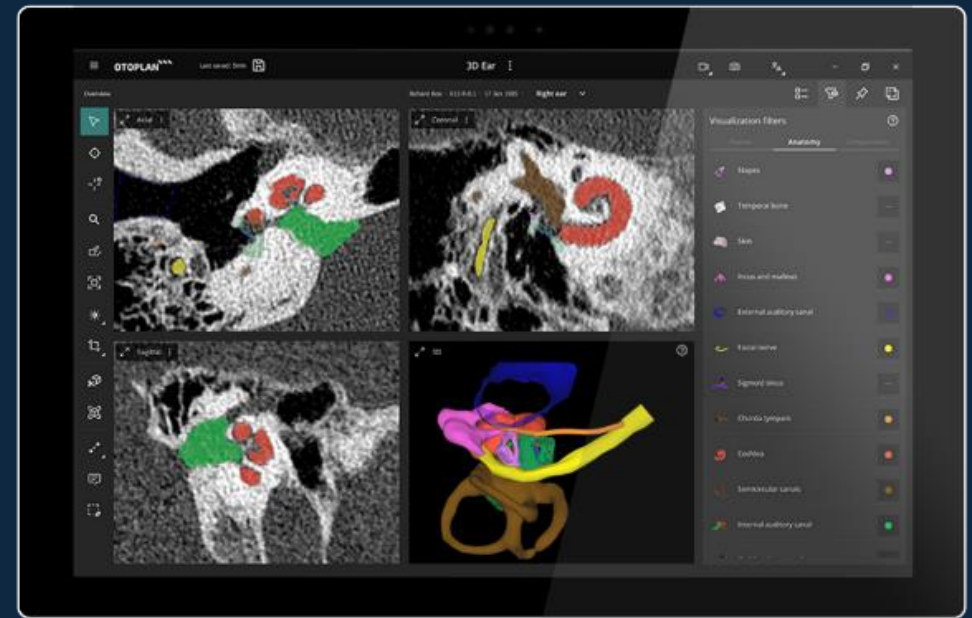 OTOPLAN
Last saved: 0min
3D Ear
Overview
Right ear
Axial
Coronal
Visualization filters
Anatomy
Stapes
Temporal bone
Skin
Incus and malleus
External auditory canal
Facial nerve
Sigmoid sinus
Chorda tympani
Cochlea
Semicircular canals
Internal auditory canal
Sagittal
3D